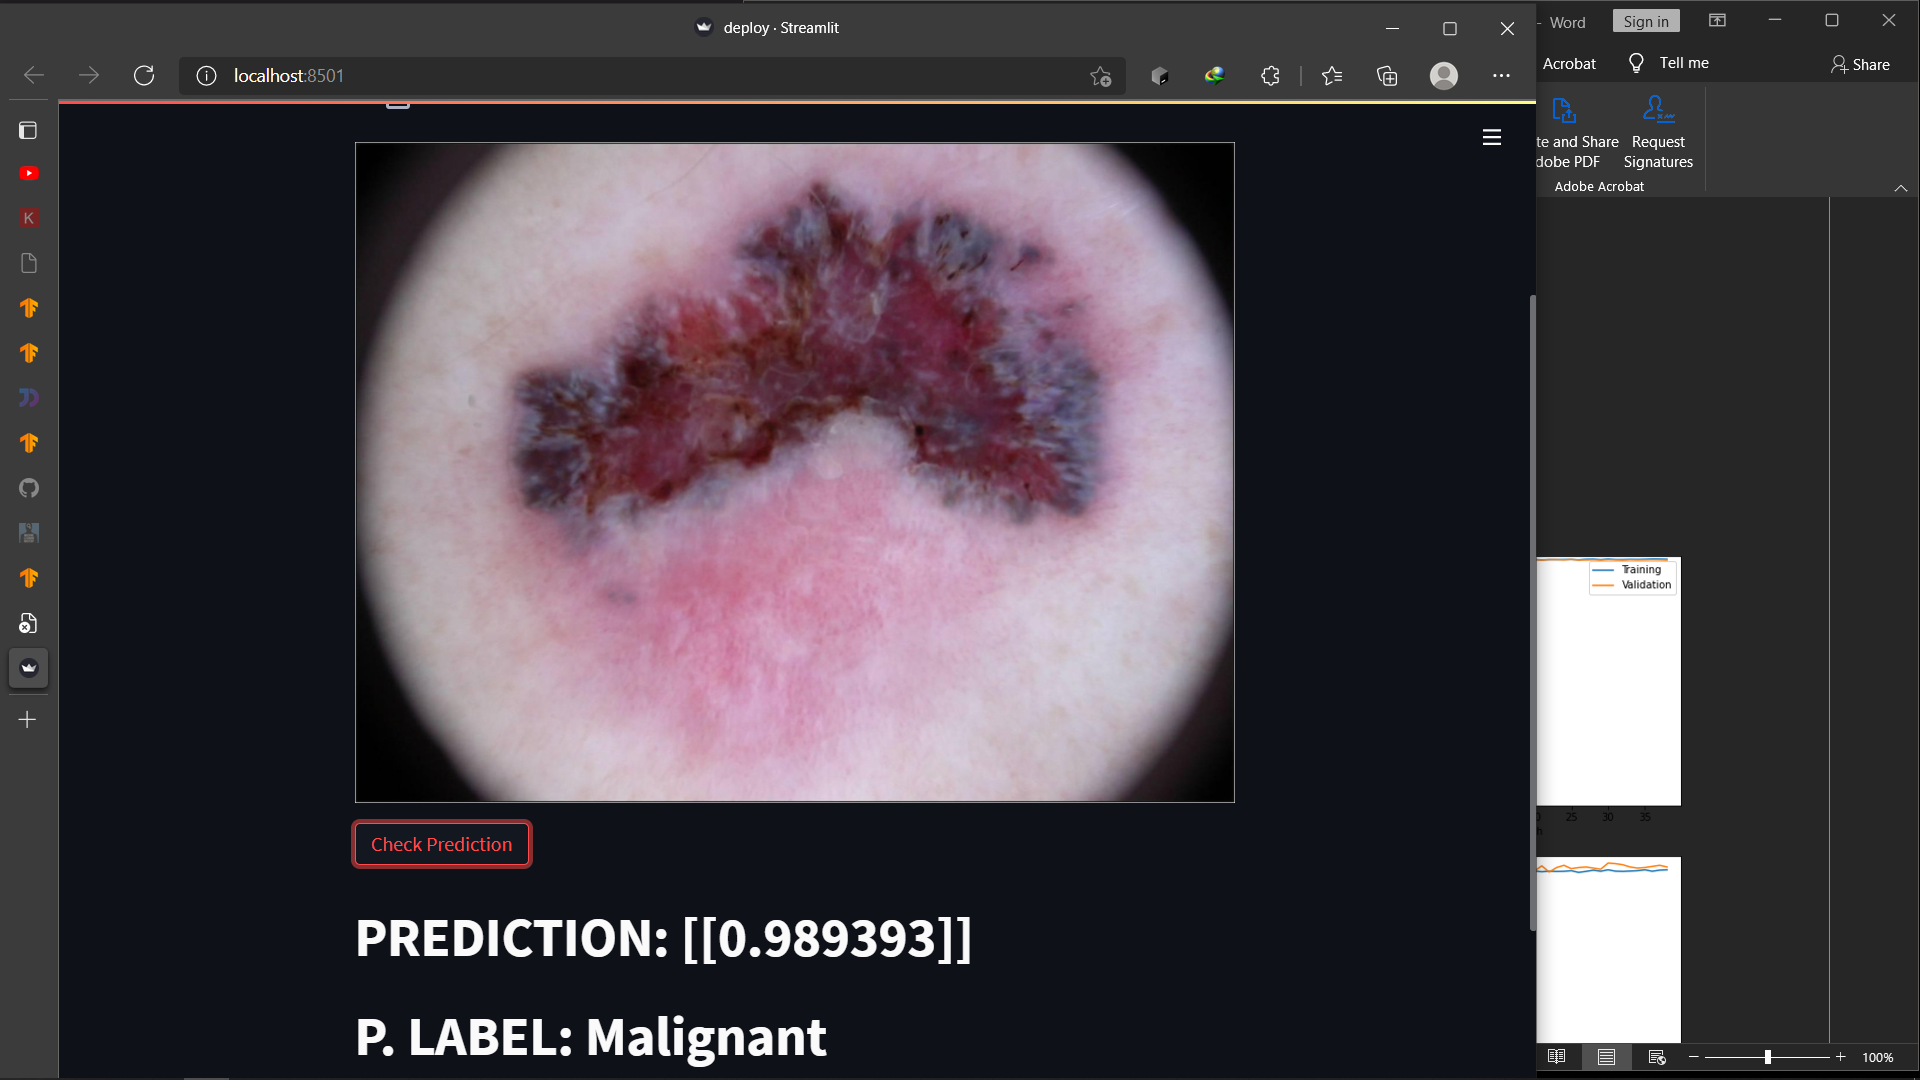 deploy · Streamlit
localhost:8501
Word
Sign in
Acrobat
Tell me
Share
te and Share
dobe PDF
Request
Signatures
Adobe Acrobat
K
Training
Validation
25 30 35
h
Check Prediction
PREDICTION: [[0.989393]]
P. LABEL: Malignant
100%